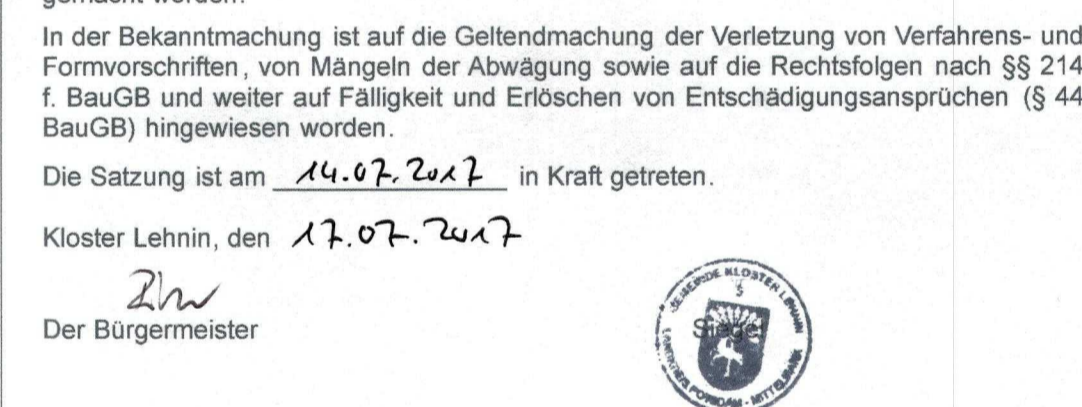 In der Bekanntmachung ist auf die Geltendmachung der Verletzung von Verfahrens- und
Formvorschriften, von Mängeln der Abwägung sowie auf die Rechtsfolgen nach §§ 214
f. BauGB und weiter auf Fälligkeit und Erlöschen von Entschädigungsansprüchen (§ 44
BauGB) hingewiesen worden.
Die Satzung ist am 14.07.2017 in Kraft getreten.
Kloster Lehnin, den 17.07.2017
Der Bürgermeister
Siegel
GEMEINDE KLOSTER LEHNIN
5
LANDKREIS POTSDAM - MITTELMARK